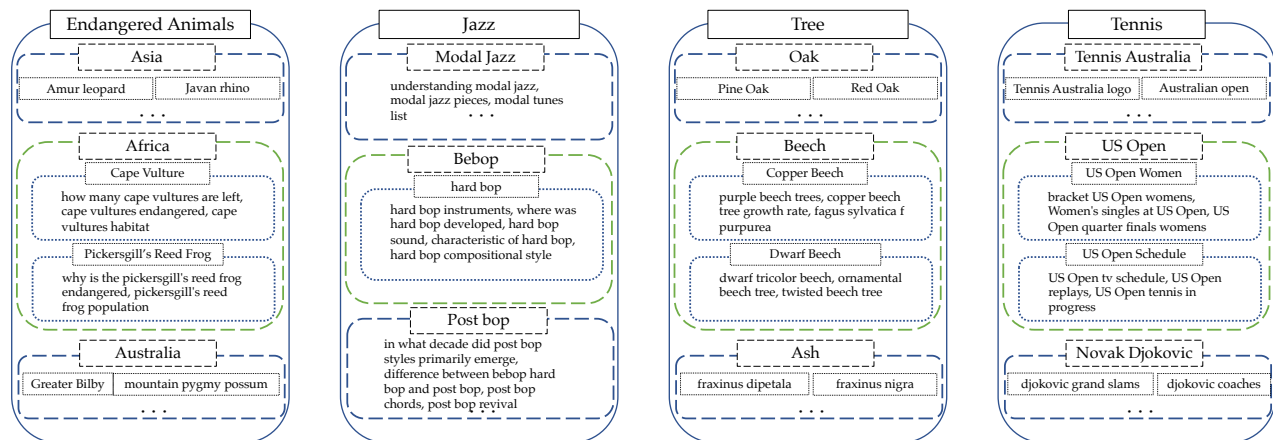 Endangered Animals
Asia
Amur leopard
Javan rhino
. . .
Africa
Cape Vulture
how many cape vultures are left,
cape vultures endangered, cape
vultures habitat
Pickersgill's Reed Frog
why is the pickersgill's reed frog
endangered, pickersgill's reed
frog population
Australia
Greater Bilby
mountain pygmy possum
. . .
Jazz
Modal Jazz
understanding modal jazz,
modal jazz pieces, modal tunes
list
. . .
Bebop
hard bop
hard bop instruments, where was
hard bop developed, hard bop
sound, characteristic of hard bop,
hard bop compositional style
Post bop
in what decade did post bop
styles primarily emerge,
difference between bebop hard
bop and post bop, post bop
chords, post bop revival
. . .
Tree
Oak
Pine Oak
Red Oak
. . .
Beech
Copper Beech
purple beech trees, copper beech
tree growth rate, fagus sylvatica f
purpurea
Dwarf Beech
dwarf tricolor beech, ornamental
beech tree, twisted beech tree
Ash
fraxinus dipetala
fraxinus nigra
. . .
Tennis
Tennis Australia
Tennis Australia logo
Australian open
. . .
US Open
US Open Women
bracket US Open womens,
Women's singles at US Open, US
Open quarter finals womens
US Open Schedule
US Open tv schedule, US Open
replays, US Open tennis in
progress
Novak Djokovic
djokovic grand slams
djokovic coaches
. . .